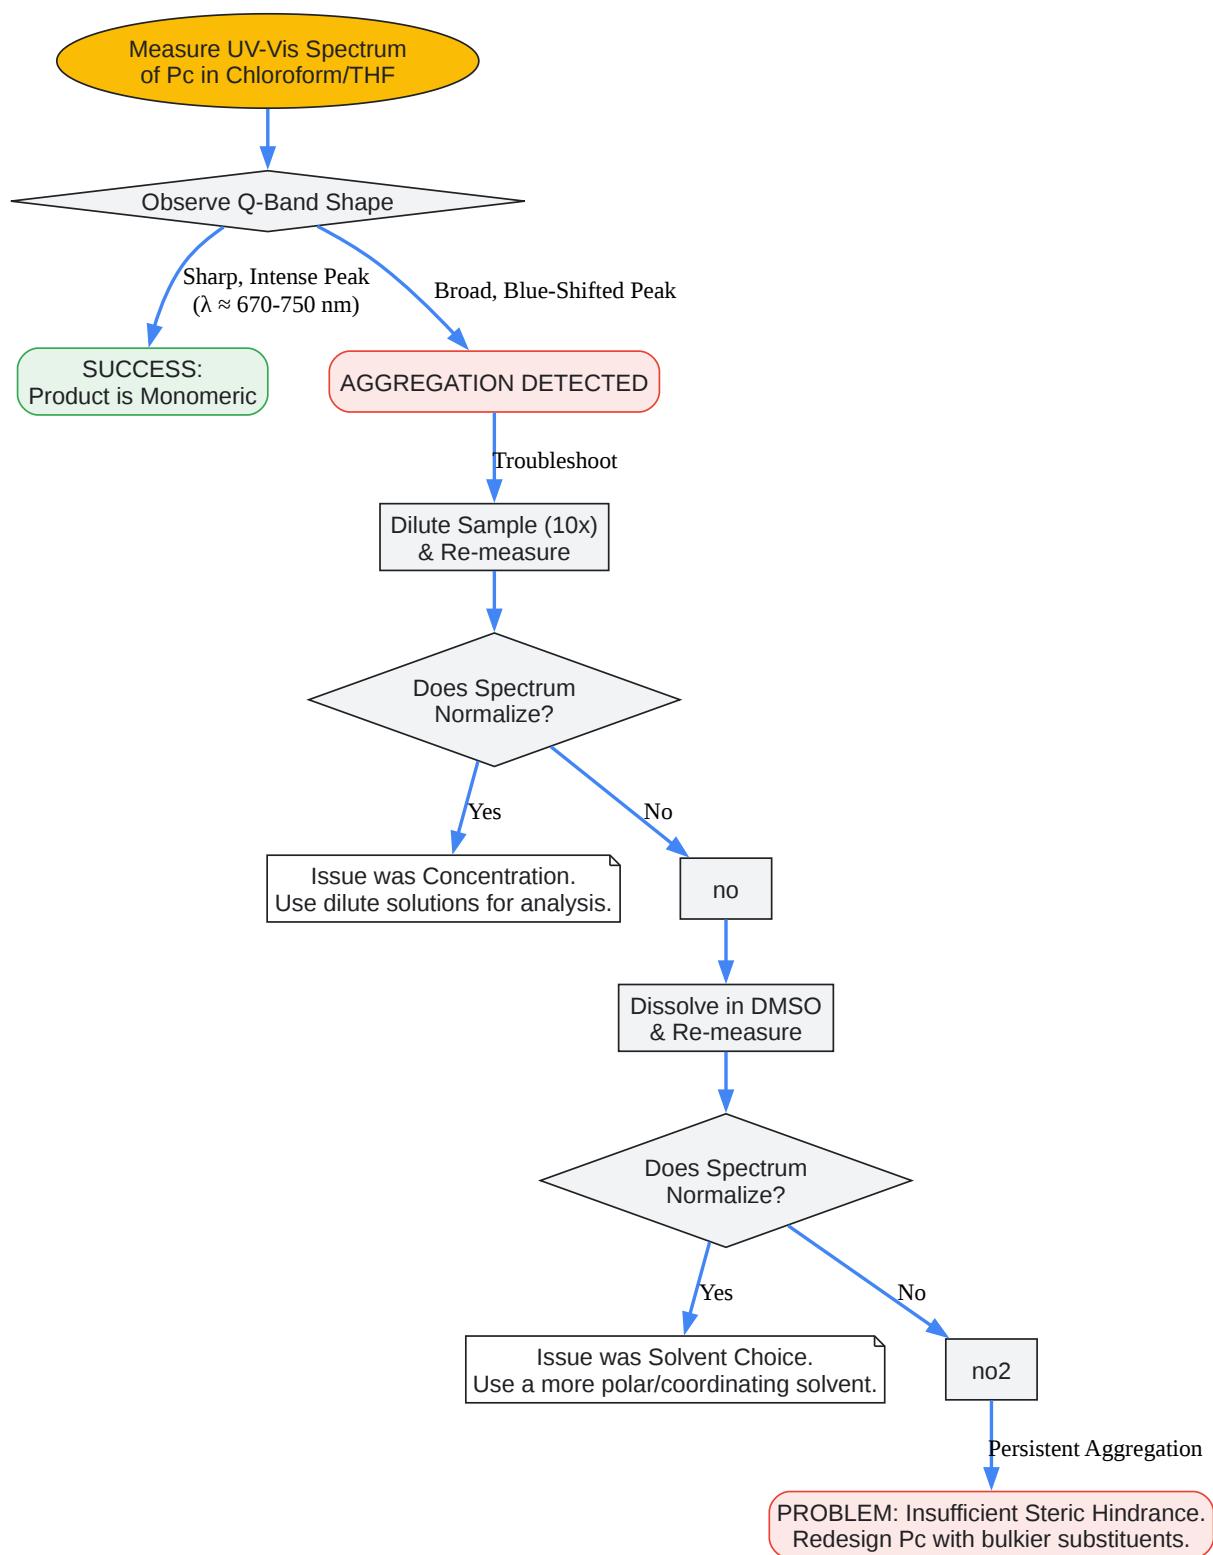 Measure UV-Vis Spectrum
of Pc in Chloroform/THF
Observe Q-Band Shape
Sharp, Intense Peak
(λ ≈ 670-750 nm)
Broad, Blue-Shifted Peak
SUCCESS:
Product is Monomeric
AGGREGATION DETECTED
Troubleshoot
Dilute Sample (10x)
& Re-measure
Does Spectrum
Normalize?
Yes
No
Issue was Concentration.
Use dilute solutions for analysis.
no
Dissolve in DMSO
& Re-measure
Does Spectrum
Normalize?
Yes
No
Issue was Solvent Choice.
Use a more polar/coordinating solvent.
no2
Persistent Aggregation
PROBLEM: Insufficient Steric Hindrance.
Redesign Pc with bulkier substituents.